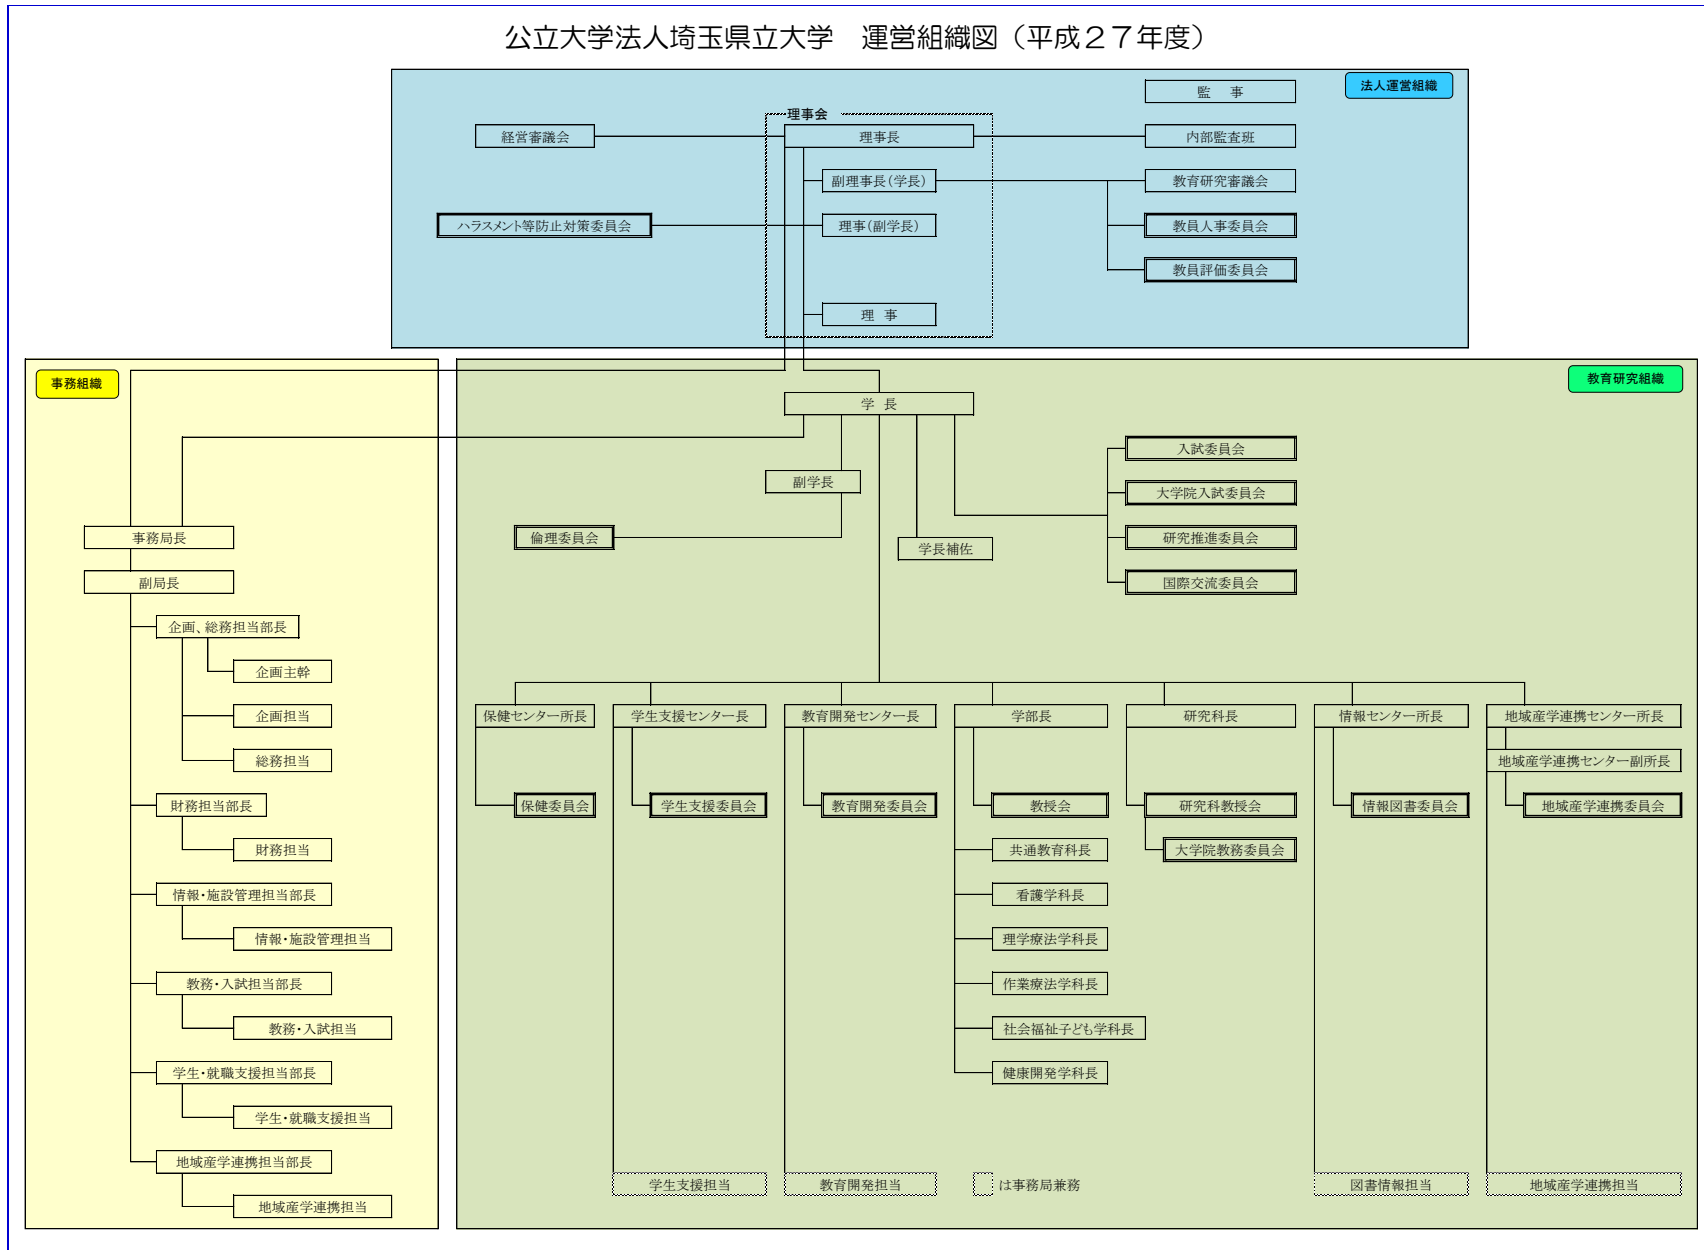 公立大学法人埼玉県立大学　運営組織図（平成２７年度）
法人運営組織
監　事
理事会
経営審議会
理事長
内部監査班
副理事長（学長）
教育研究審議会
ハラスメント等防止対策委員会
理事（副学長）
教員人事委員会
教員評価委員会
理　事
事務組織
教育研究組織
学　長
入試委員会
副学長
大学院入試委員会
事務局長
倫理委員会
学長補佐
研究推進委員会
副局長
国際交流委員会
企画、総務担当部長
企画主幹
企画担当
総務担当
財務担当部長
財務担当
情報・施設管理担当部長
情報・施設管理担当
教務・入試担当部長
教務・入試担当
学生・就職支援担当部長
学生・就職支援担当
地域産学連携担当部長
地域産学連携担当
保健センター所長
学生支援センター長
教育開発センター長
学部長
研究科長
情報センター所長
地域産学連携センター所長
地域産学連携センター副所長
保健委員会
学生支援委員会
教育開発委員会
教授会
研究科教授会
情報図書委員会
地域産学連携委員会
共通教育科長
大学院教務委員会
看護学科長
理学療法学科長
作業療法学科長
社会福祉子ども学科長
健康開発学科長
学生支援担当
教育開発担当
は事務局兼務
図書情報担当
地域産学連携担当